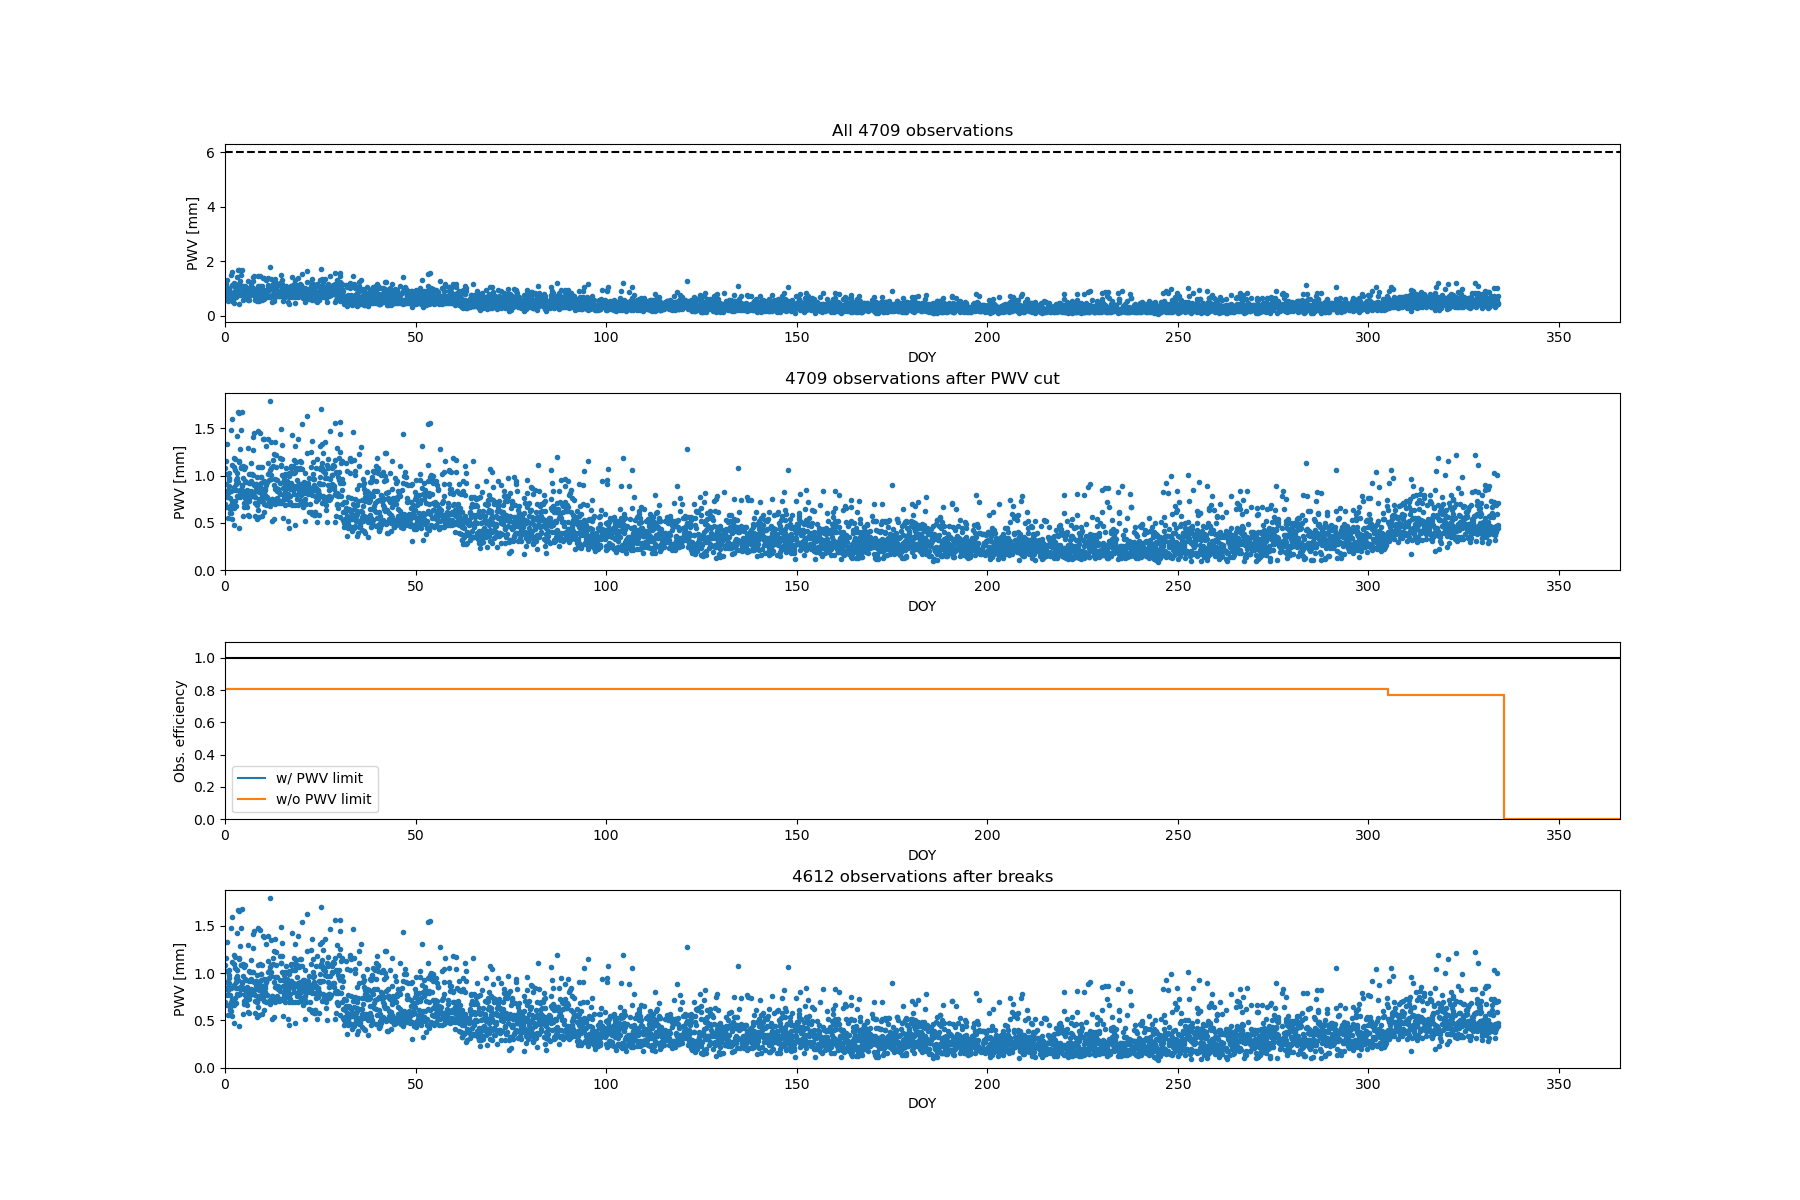 All 4709 observations
6
4
2
0
PWV [mm]
0 50 100 150 200 250 300 350
DOY
4709 observations after PWV cut
1.5
1.0
0.5
0.0
PWV [mm]
0 50 100 150 200 250 300 350
DOY
1.0
0.8
0.6
0.4
0.2
0.0
Obs. efficiency
w/ PWV limit
w/o PWV limit
0 50 100 150 200 250 300 350
DOY
4612 observations after breaks
1.5
1.0
0.5
0.0
PWV [mm]
0 50 100 150 200 250 300 350
DOY